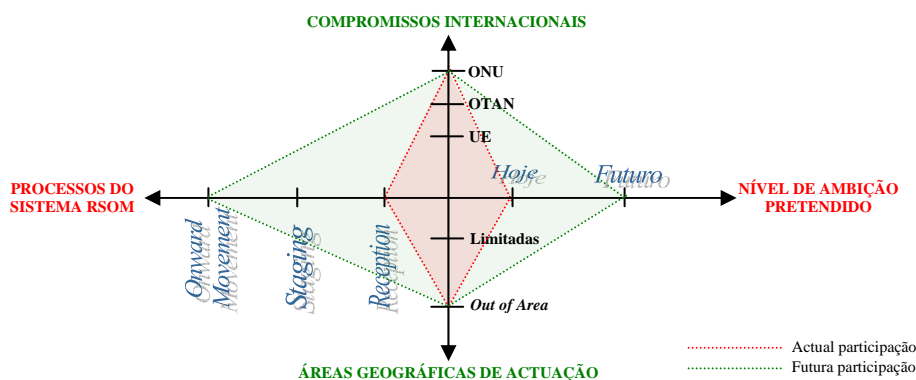 COMPROMISSOS INTERNACIONAIS
ONU
OTAN
UE
Hoje
Futuro
PROCESSOS DO
SISTEMA RSOM
NÍVEL DE AMBIÇÃO
PRETENDIDO
Onward
Movement
Staging
Reception
Limitadas
Out of Area
Actual participação
Futura participação
ÁREAS GEOGRÁFICAS DE ACTUAÇÃO